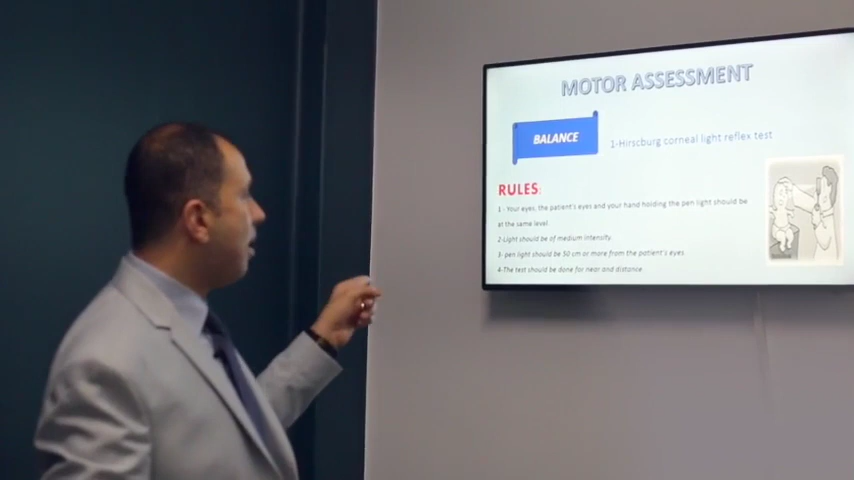 MOTOR ASSESSMENT
BALANCE
1-Hirscburg corneal light reflex test
RULES:
1 - Your eyes, the patient's eyes and your hand holding the pen light should be
at the same level.
2-Light should be of medium intensity.
3- pen light should be 50 cm or more from the patient's eyes
4-The test should be done for near and distance